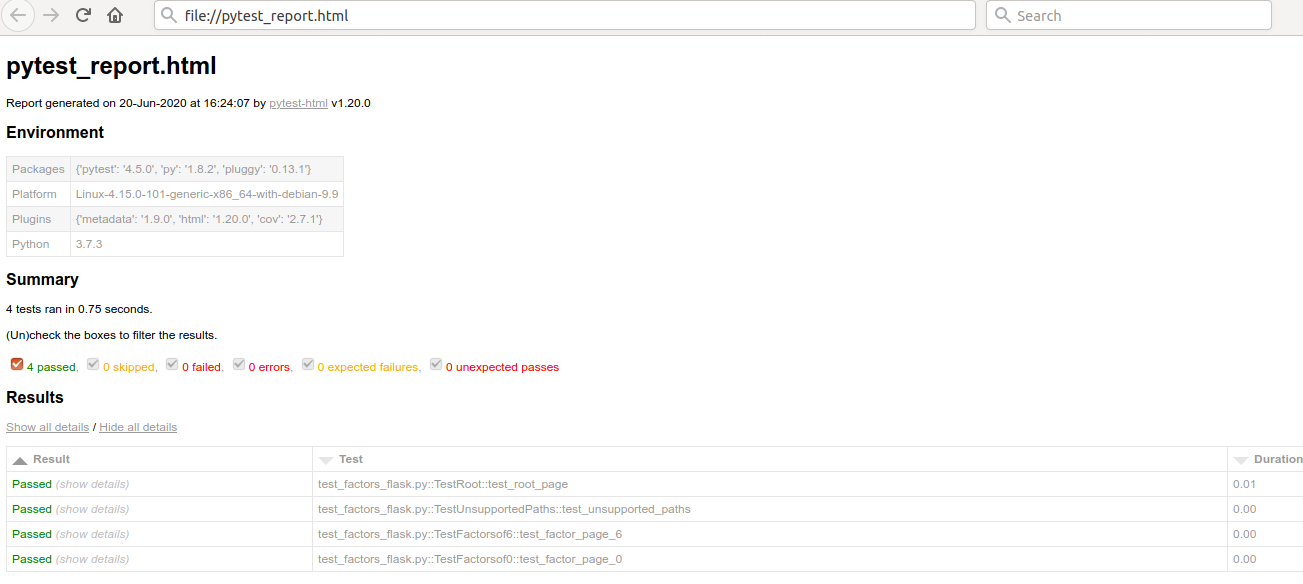 file://pytest_report.html Search
pytest_report.html
Report generated on 20-Jun-2020 at 16:24:07 by pytest-html v1.20.0
Environment
Packages {'pytest': '4.5.0', 'py': '1.8.2', 'pluggy': '0.13.1'}
Platform Linux-4.15.0-101-generic-x86_64-with-debian-9.9
Plugins {'metadata': '1.9.0', 'html': '1.20.0', 'cov': '2.7.1'}
Python 3.7.3
Summary
4 tests ran in 0.75 seconds.
(Un)check the boxes to filter the results.
4 passed, 0 skipped, 0 failed, 0 errors, 0 expected failures, 0 unexpected passes
Results
Show all details / Hide all details
Result Test Duration
Passed (show details) test_factors_flask.py::TestRoot::test_root_page 0.01
Passed (show details) test_factors_flask.py::TestUnsupportedPaths::test_unsupported_paths 0.00
Passed (show details) test_factors_flask.py::TestFactorsof6::test_factor_page_6 0.00
Passed (show details) test_factors_flask.py::TestFactorsof0::test_factor_page_0 0.00